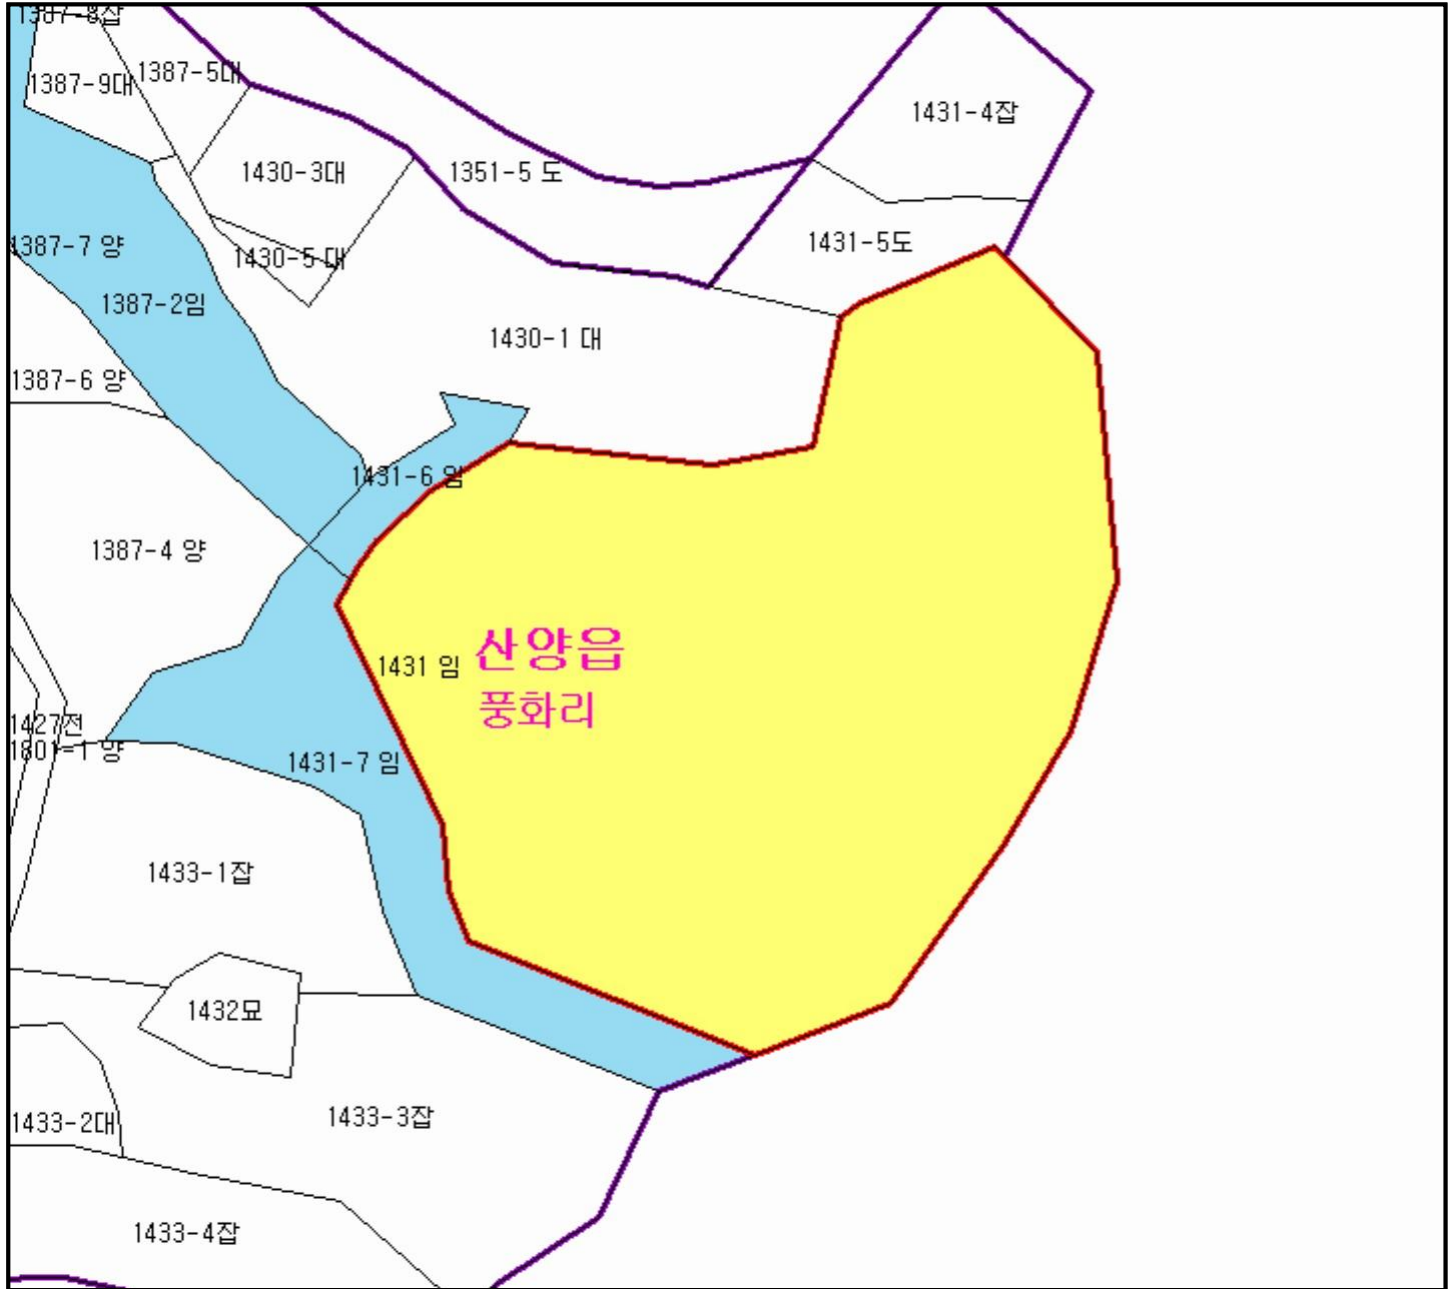 1387-8잡
1387-9대
1387-5대
1431-4잡
1430-3대
1351-5 도
1431-5도
1387-7 양
1430-5 대
1387-2임
1430-1 대
1387-6 양
1431-6 임
1387-4 양
산양읍
1431 임
풍화리
1427전
1801-1 양
1431-7 임
1433-1잡
1432묘
1433-2대
1433-3잡
1433-4잡